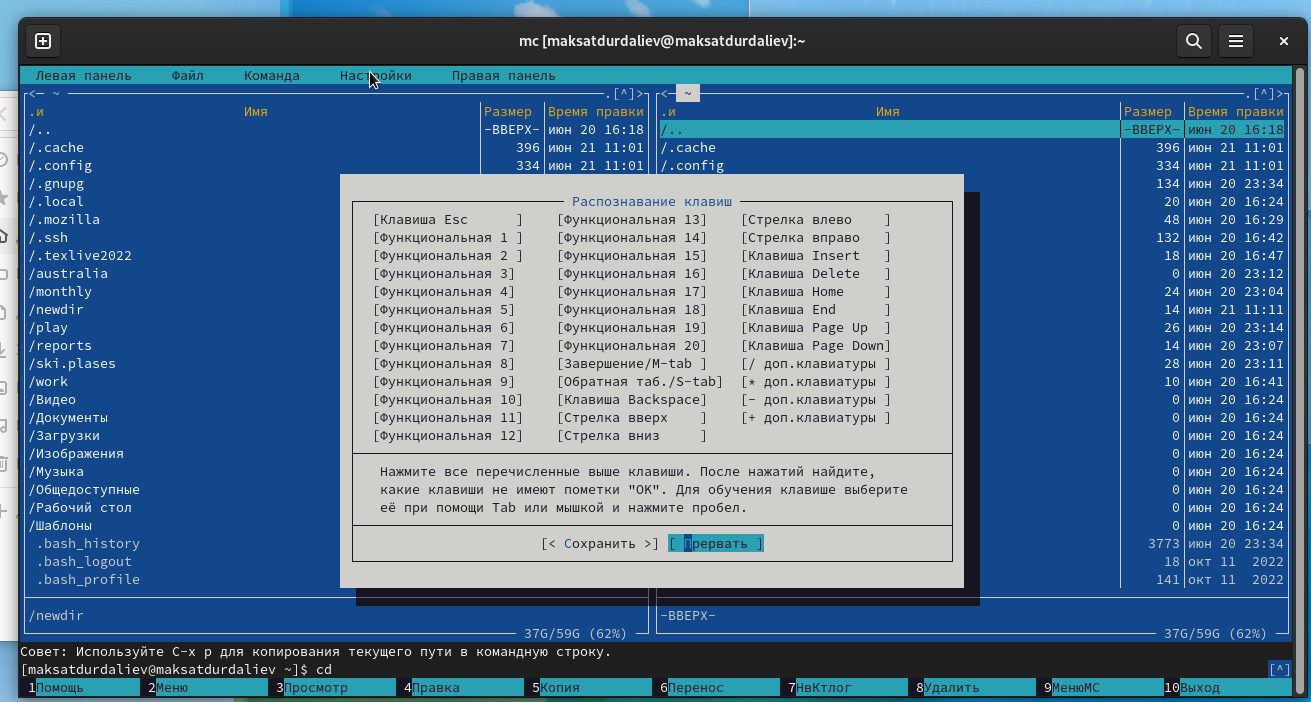 mc [maksatdurdaliev@maksatdurdaliev]:~
Левая панель Файл Команда Настройки Правая панель
<─ ~ .[^]> <─ ~ .[^]>
.и Имя Размер Время правки .и Имя Размер Время правки
/.. -ВВЕРХ- июн 20 16:18 /.. -ВВЕРХ- июн 20 16:18
/.cache 396 июн 21 11:01 /.cache 396 июн 21 11:01
/.config 334 июн 21 11:01 /.config 334 июн 21 11:01
/.gnupg 134 июн 20 23:34
/.local Распознавание клавиш 20 июн 20 16:24
/.mozilla [Клавиша Esc ] [Функциональная 13] [Стрелка влево ] 48 июн 20 16:29
/.ssh [Функциональная 1 ] [Функциональная 14] [Стрелка вправо ] 132 июн 20 16:42
/.texlive2022 [Функциональная 2 ] [Функциональная 15] [Клавиша Insert ] 18 июн 20 16:47
/australia [Функциональная 3] [Функциональная 16] [Клавиша Delete ] 0 июн 20 23:12
/monthly [Функциональная 4] [Функциональная 17] [Клавиша Home ] 24 июн 20 23:04
/newdir [Функциональная 5] [Функциональная 18] [Клавиша End ] 14 июн 21 11:11
/play [Функциональная 6] [Функциональная 19] [Клавиша Page Up ] 26 июн 20 23:14
/reports [Функциональная 7] [Функциональная 20] [Клавиша Page Down] 14 июн 20 23:07
/ski.plases [Функциональная 8] [Завершение/M-tab ] [/ доп.клавиатуры ] 28 июн 20 23:11
/work [Функциональная 9] [Обратная таб./S-tab] [* доп.клавиатуры ] 10 июн 20 16:41
/Видео [Функциональная 10] [Клавиша Backspace] [- доп.клавиатуры ] 0 июн 20 16:24
/Документы [Функциональная 11] [Стрелка вверх ] [+ доп.клавиатуры ] 0 июн 20 16:24
/Загрузки [Функциональная 12] [Стрелка вниз ] 0 июн 20 16:24
/Изображения 0 июн 20 16:24
/Музыка Нажмите все перечисленные выше клавиши. После нажатий найдите, 0 июн 20 16:24
/Общедоступные какие клавиши не имеют пометки "OK". Для обучения клавише выберите 0 июн 20 16:24
/Рабочий стол её при помощи Tab или мышкой и нажмите пробел. 0 июн 20 16:24
/Шаблоны 0 июн 20 16:24
.bash_history [< Сохранить >] [ Прервать ] 3773 июн 20 23:34
.bash_logout 18 окт 11 2022
.bash_profile 141 окт 11 2022
/newdir -ВВЕРХ-
37G/59G (62%) 37G/59G (62%)
Совет: Используйте C-x p для копирования текущего пути в командную строку.
[maksatdurdaliev@maksatdurdaliev ~]$ cd [^]
1Помощь 2Меню 3Просмотр 4Правка 5Копия 6Перенос 7НвКтлог 8Удалить 9МенюМС 10Выход